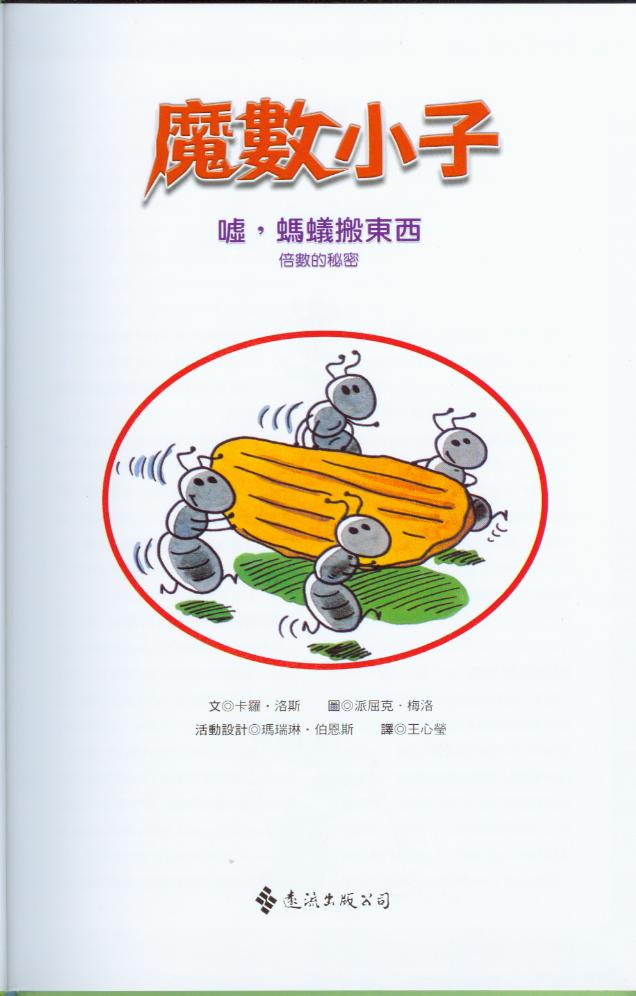 魔數小子
噓，螞蟻搬東西
倍數的秘密
文◎卡羅・洛斯　圖◎派屈克・梅洛
活動設計◎瑪瑞琳・伯恩斯　譯◎王心瑩
遠流出版公司